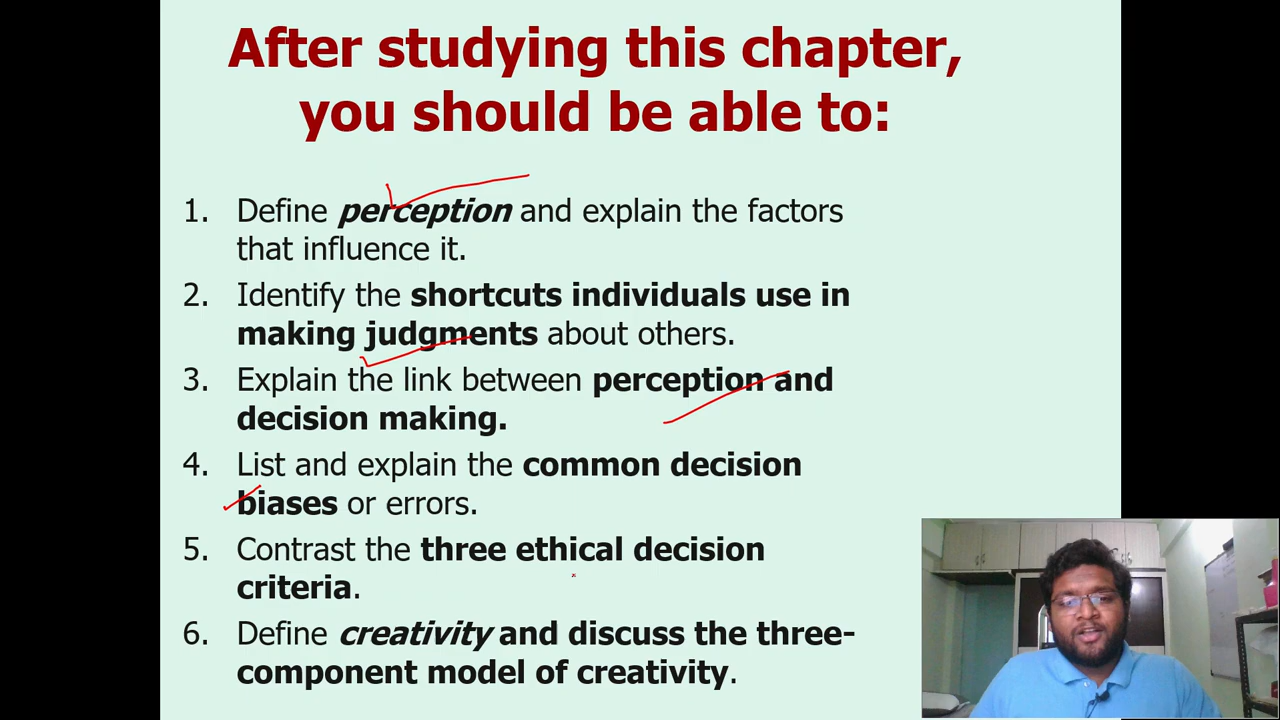 After studying this chapter,
you should be able to:
1. Define perception and explain the factors
that influence it.
2. Identify the shortcuts individuals use in
making judgments about others.
3. Explain the link between perception and
decision making.
4. List and explain the common decision
biases or errors.
5. Contrast the three ethical decision
criteria.
6. Define creativity and discuss the three-
component model of creativity.